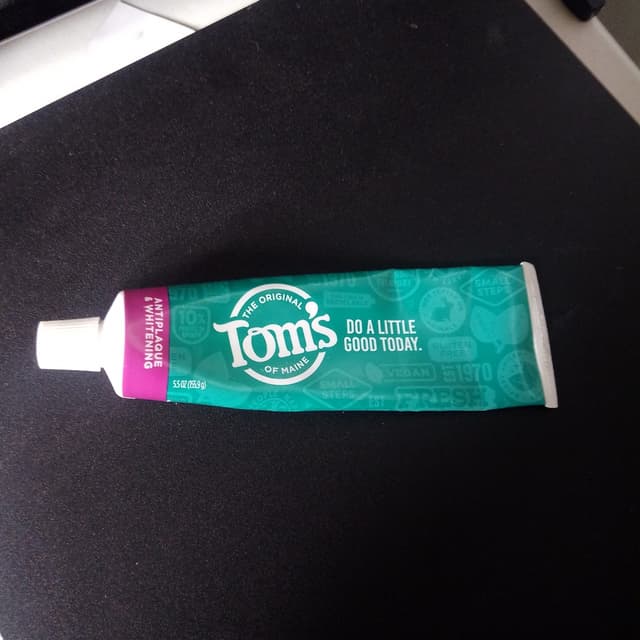 ANTIPLAQUE
& WHITENING
THE ORIGINAL
Tom's
OF MAINE
DO A LITTLE
GOOD TODAY.
5.5 OZ (155.9 g)
VEGAN
1970
SMALL
STEPS
FRESH